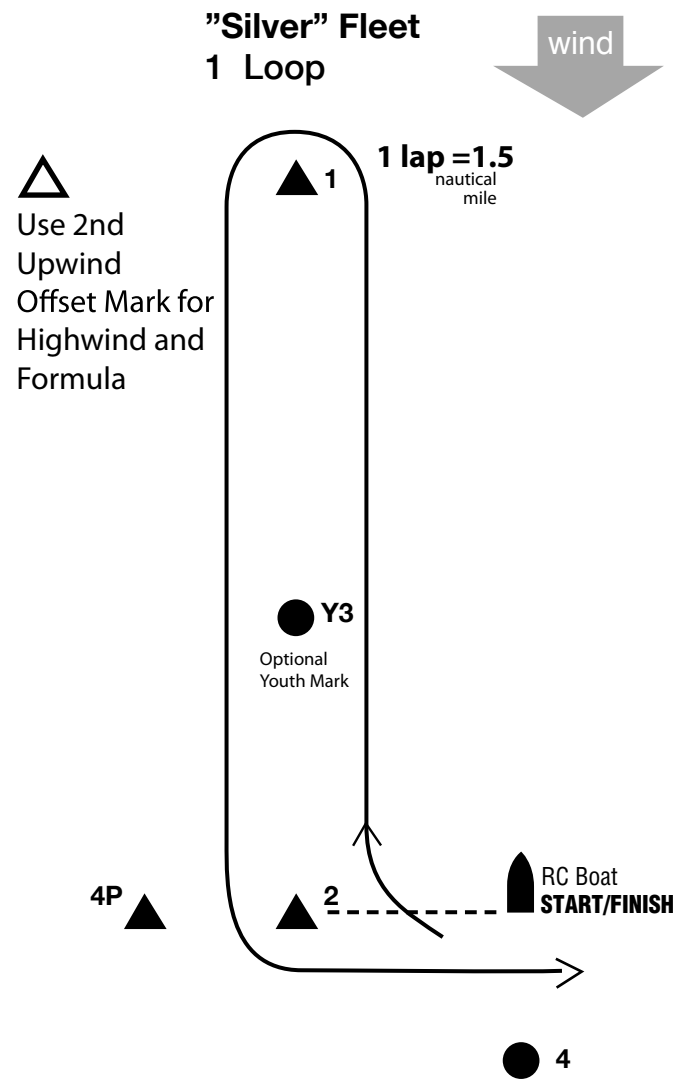 ”Silver” Fleet
1 Loop
wind
1 lap =1.5
nautical
mile
1
Use 2nd
Upwind
Offset Mark for
Highwind and
Formula
Y3
Optional
Youth Mark
4P
2
RC Boat
START/FINISH
4